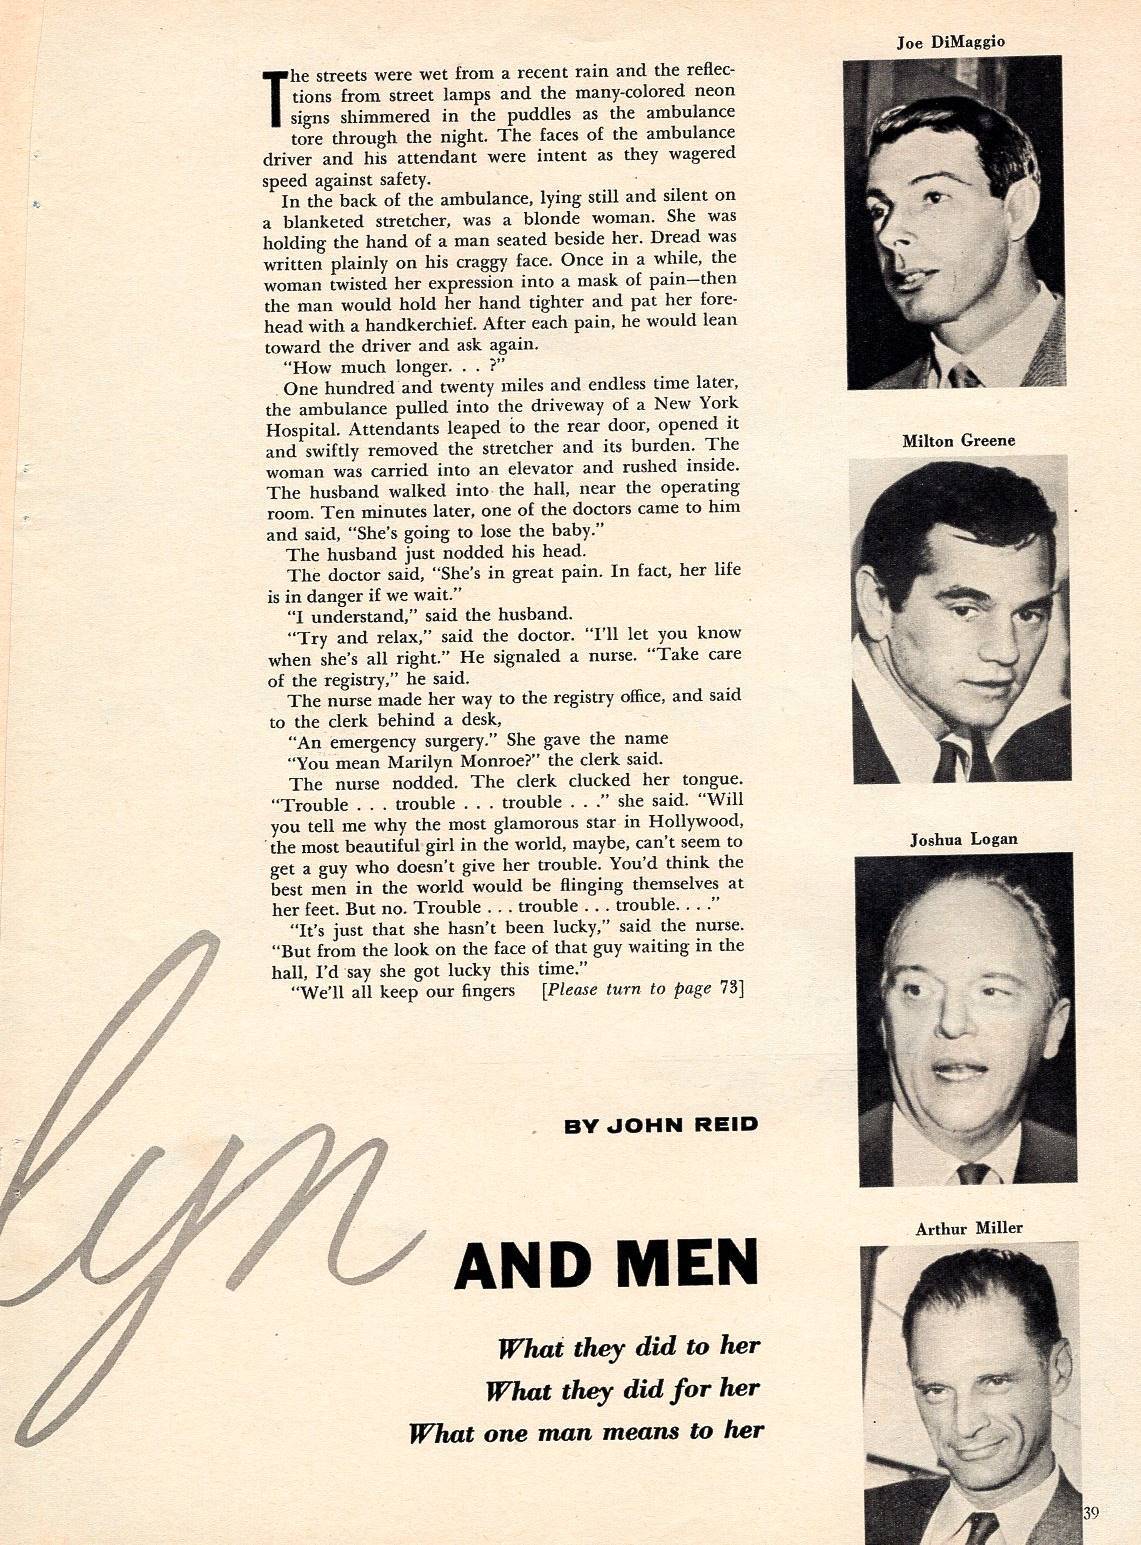 The streets were wet from a recent rain and the reflec-
tions from street lamps and the many-colored neon
signs shimmered in the puddles as the ambulance
tore through the night. The faces of the ambulance
driver and his attendant were intent as they wagered
speed against safety.
In the back of the ambulance, lying still and silent on
a blanketed stretcher, was a blonde woman. She was
holding the hand of a man seated beside her. Dread was
written plainly on his craggy face. Once in a while, the
woman twisted her expression into a mask of pain—then
the man would hold her hand tighter and pat her fore-
head with a handkerchief. After each pain, he would lean
toward the driver and ask again.
"How much longer. . . ?"
One hundred and twenty miles and endless time later,
the ambulance pulled into the driveway of a New York
Hospital. Attendants leaped to the rear door, opened it
and swiftly removed the stretcher and its burden. The
woman was carried into an elevator and rushed inside.
The husband walked into the hall, near the operating
room. Ten minutes later, one of the doctors came to him
and said, "She's going to lose the baby."
The husband just nodded his head.
The doctor said, "She's in great pain. In fact, her life
is in danger if we wait."
"I understand," said the husband.
"Try and relax," said the doctor. "I'll let you know
when she's all right." He signaled a nurse. "Take care
of the registry," he said.
The nurse made her way to the registry office, and said
to the clerk behind a desk,
"An emergency surgery." She gave the name
"You mean Marilyn Monroe?" the clerk said.
The nurse nodded. The clerk clucked her tongue.
"Trouble . . . trouble . . . trouble . . ." she said. "Will
you tell me why the most glamorous star in Hollywood,
the most beautiful girl in the world, maybe, can't seem to
get a guy who doesn't give her trouble. You'd think the
best men in the world would be flinging themselves at
her feet. But no. Trouble . . . trouble . . . trouble. . . ."
"It's just that she hasn't been lucky," said the nurse.
"But from the look on the face of that guy waiting in the
hall, I'd say she got lucky this time."
"We'll all keep our fingers [Please turn to page 73]
BY JOHN REID
lyn
AND MEN
What they did to her
What they did for her
What one man means to her
Joe DiMaggio
Milton Greene
Joshua Logan
Arthur Miller
39